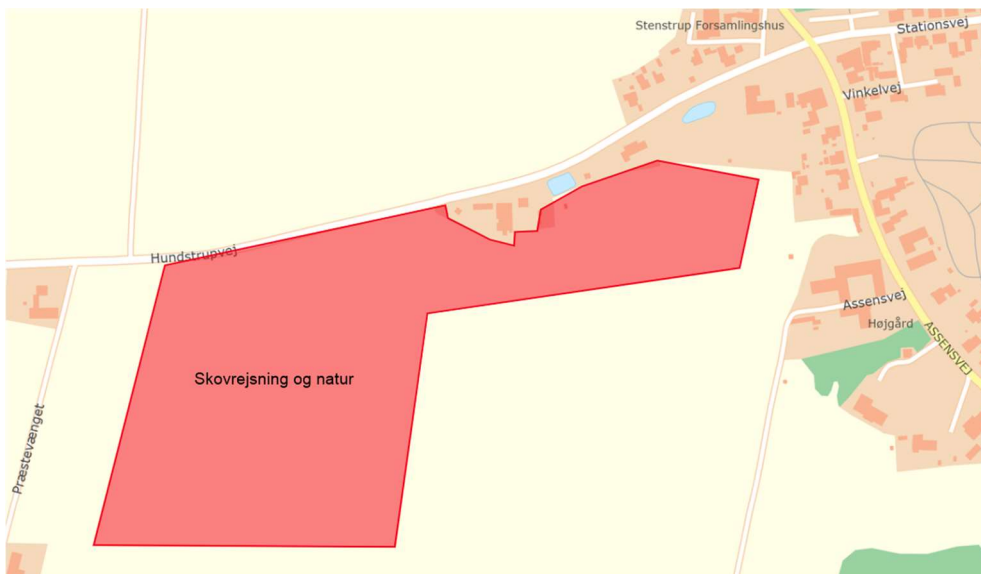 Stenstrup Forsamlingshus
Stationsvej
Vinkelvej
Hundstrupvej
Assensvej
Højgård
ASSENSVEJ
Skovrejsning og natur
Præstevænget